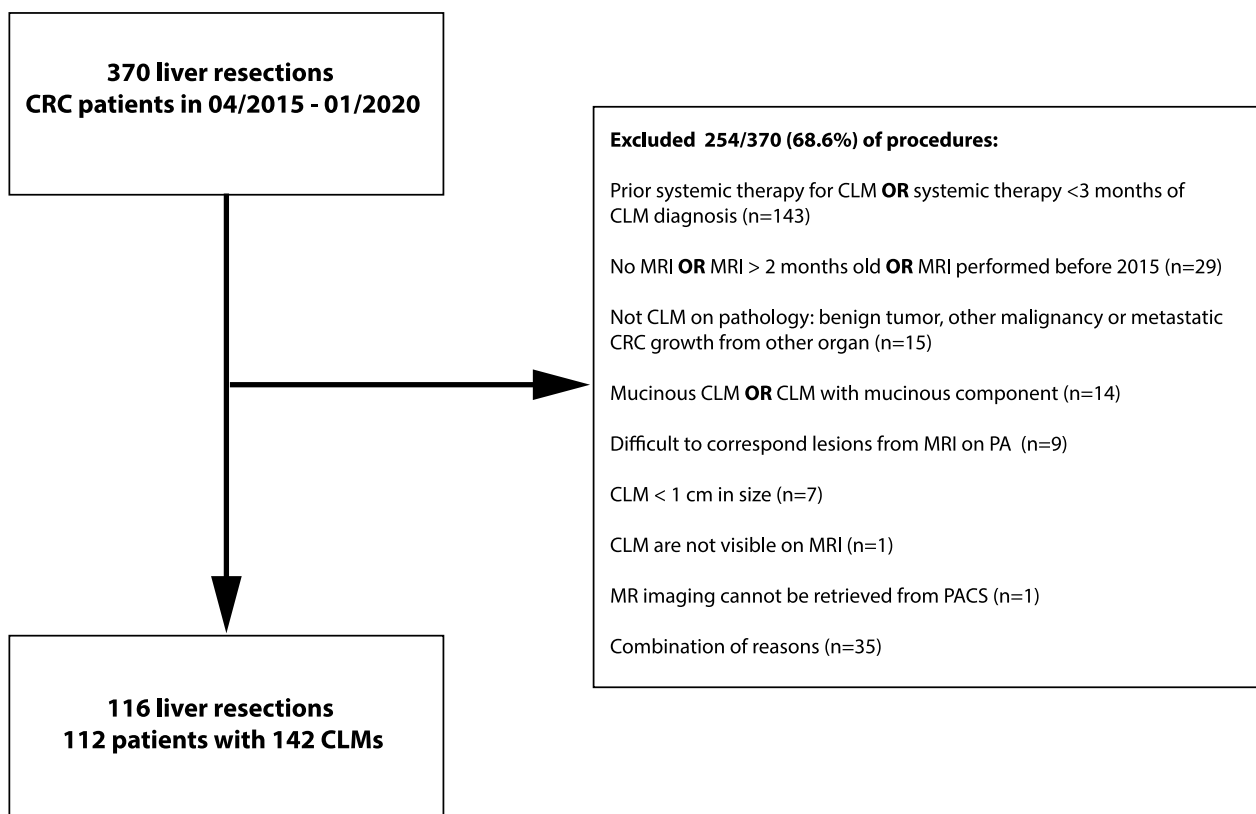 370 liver resections
CRC patients in 04/2015 - 01/2020
Excluded 254/370 (68.6%) of procedures:
Prior systemic therapy for CLM OR systemic therapy <3 months of
CLM diagnosis (n=143)
No MRI OR MRI > 2 months old OR MRI performed before 2015 (n=29)
Not CLM on pathology: benign tumor, other malignancy or metastatic
CRC growth from other organ (n=15)
Mucinous CLM OR CLM with mucinous component (n=14)
Difficult to correspond lesions from MRI on PA (n=9)
CLM < 1 cm in size (n=7)
CLM are not visible on MRI (n=1)
MR imaging cannot be retrieved from PACS (n=1)
Combination of reasons (n=35)
116 liver resections
112 patients with 142 CLMs